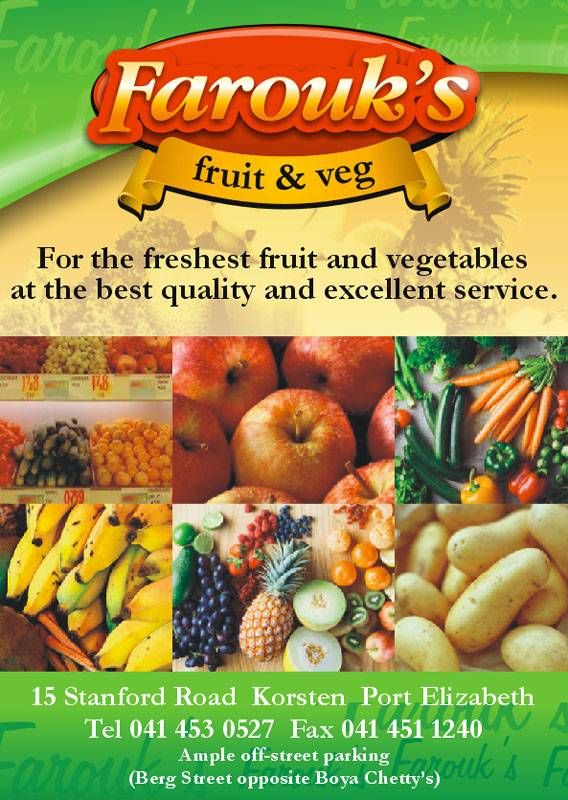 Farouk's
fruit & veg
For the freshest fruit and vegetables
at the best quality and excellent service.
15 Stanford Road Korsten Port Elizabeth
Tel 041 453 0527 Fax 041 451 1240
Ample off-street parking
(Berg Street opposite Boya Chetty's)